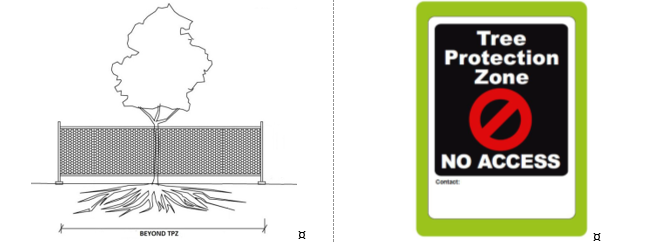 BEYOND TPZ
¤
Tree
Protection
Zone
NO ACCESS
Contact:
¤